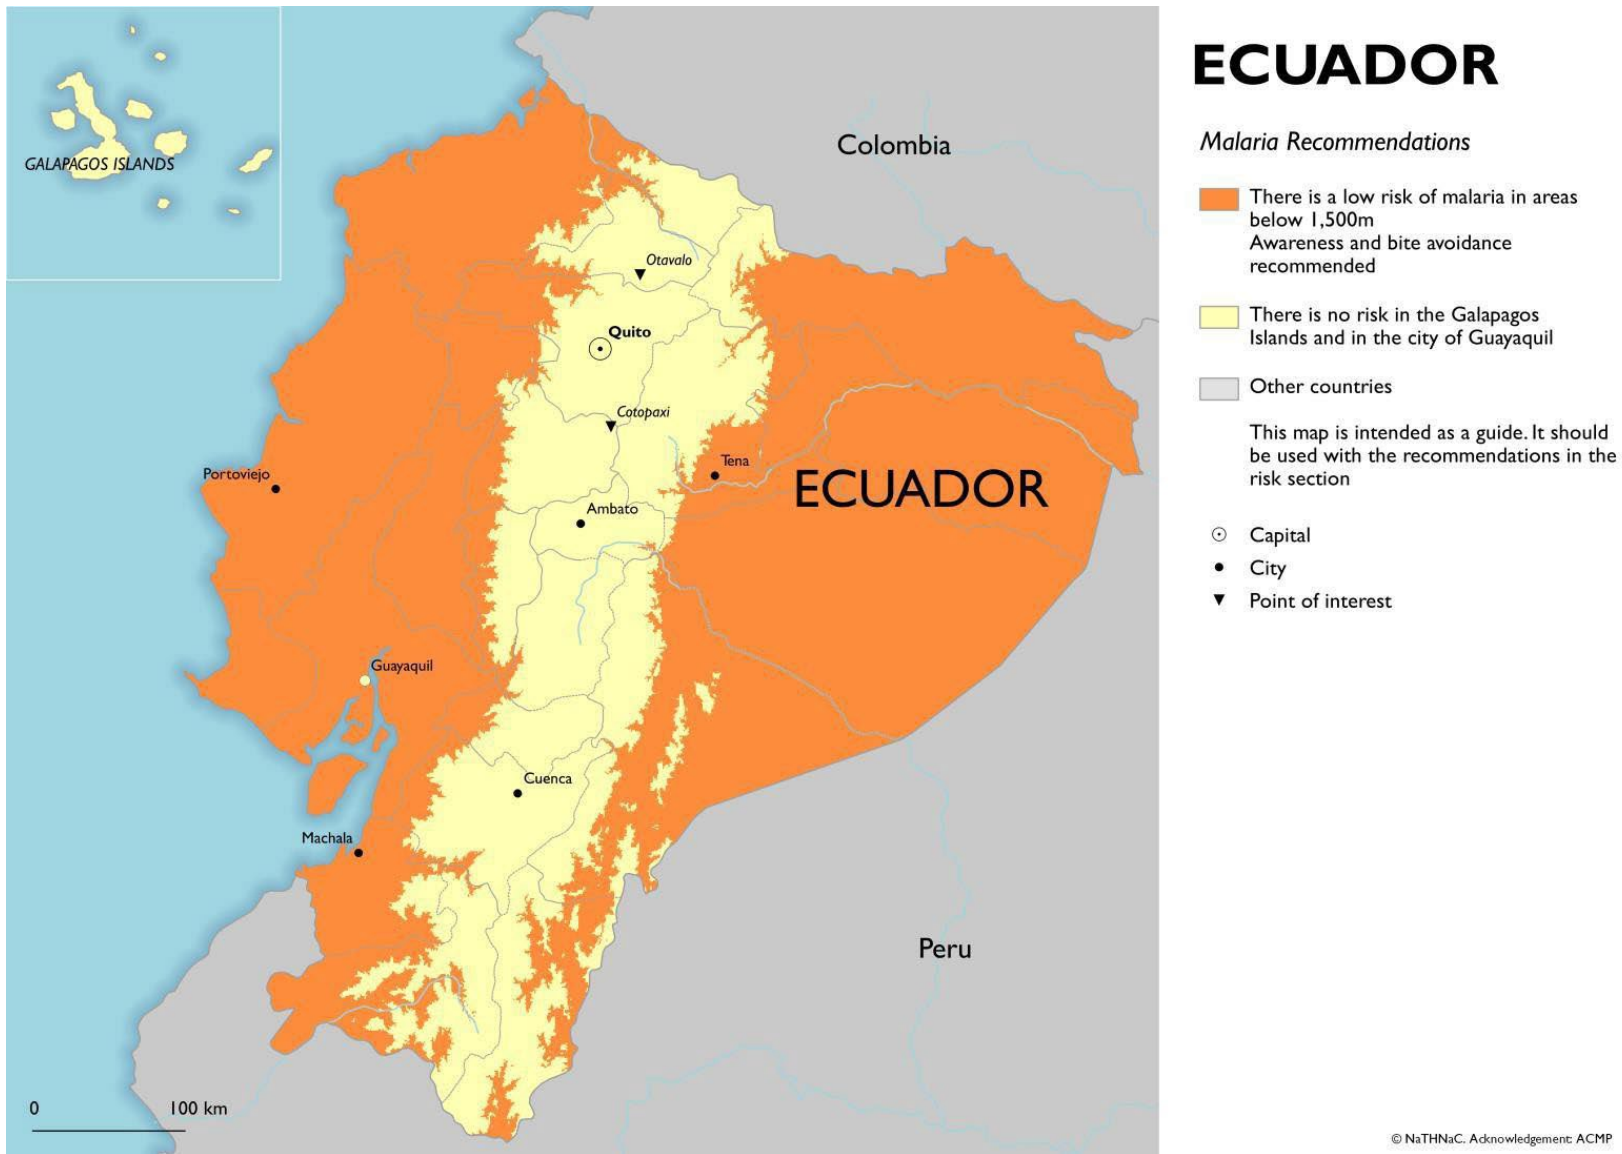 ECUADOR
Malaria Recommendations
There is a low risk of malaria in areas
below 1,500m
Awareness and bite avoidance
recommended
There is no risk in the Galapagos
Islands and in the city of Guayaquil
Other countries
This map is intended as a guide. It should
be used with the recommendations in the
risk section
Capital
City
Point of interest
GALAPAGOS ISLANDS
Colombia
Otavalo
Quito
Cotopaxi
Portoviejo
Tena
ECUADOR
Ambato
Guayaquil
Cuenca
Machala
Peru
0 100 km
© NaTHNaC. Acknowledgement: ACMP